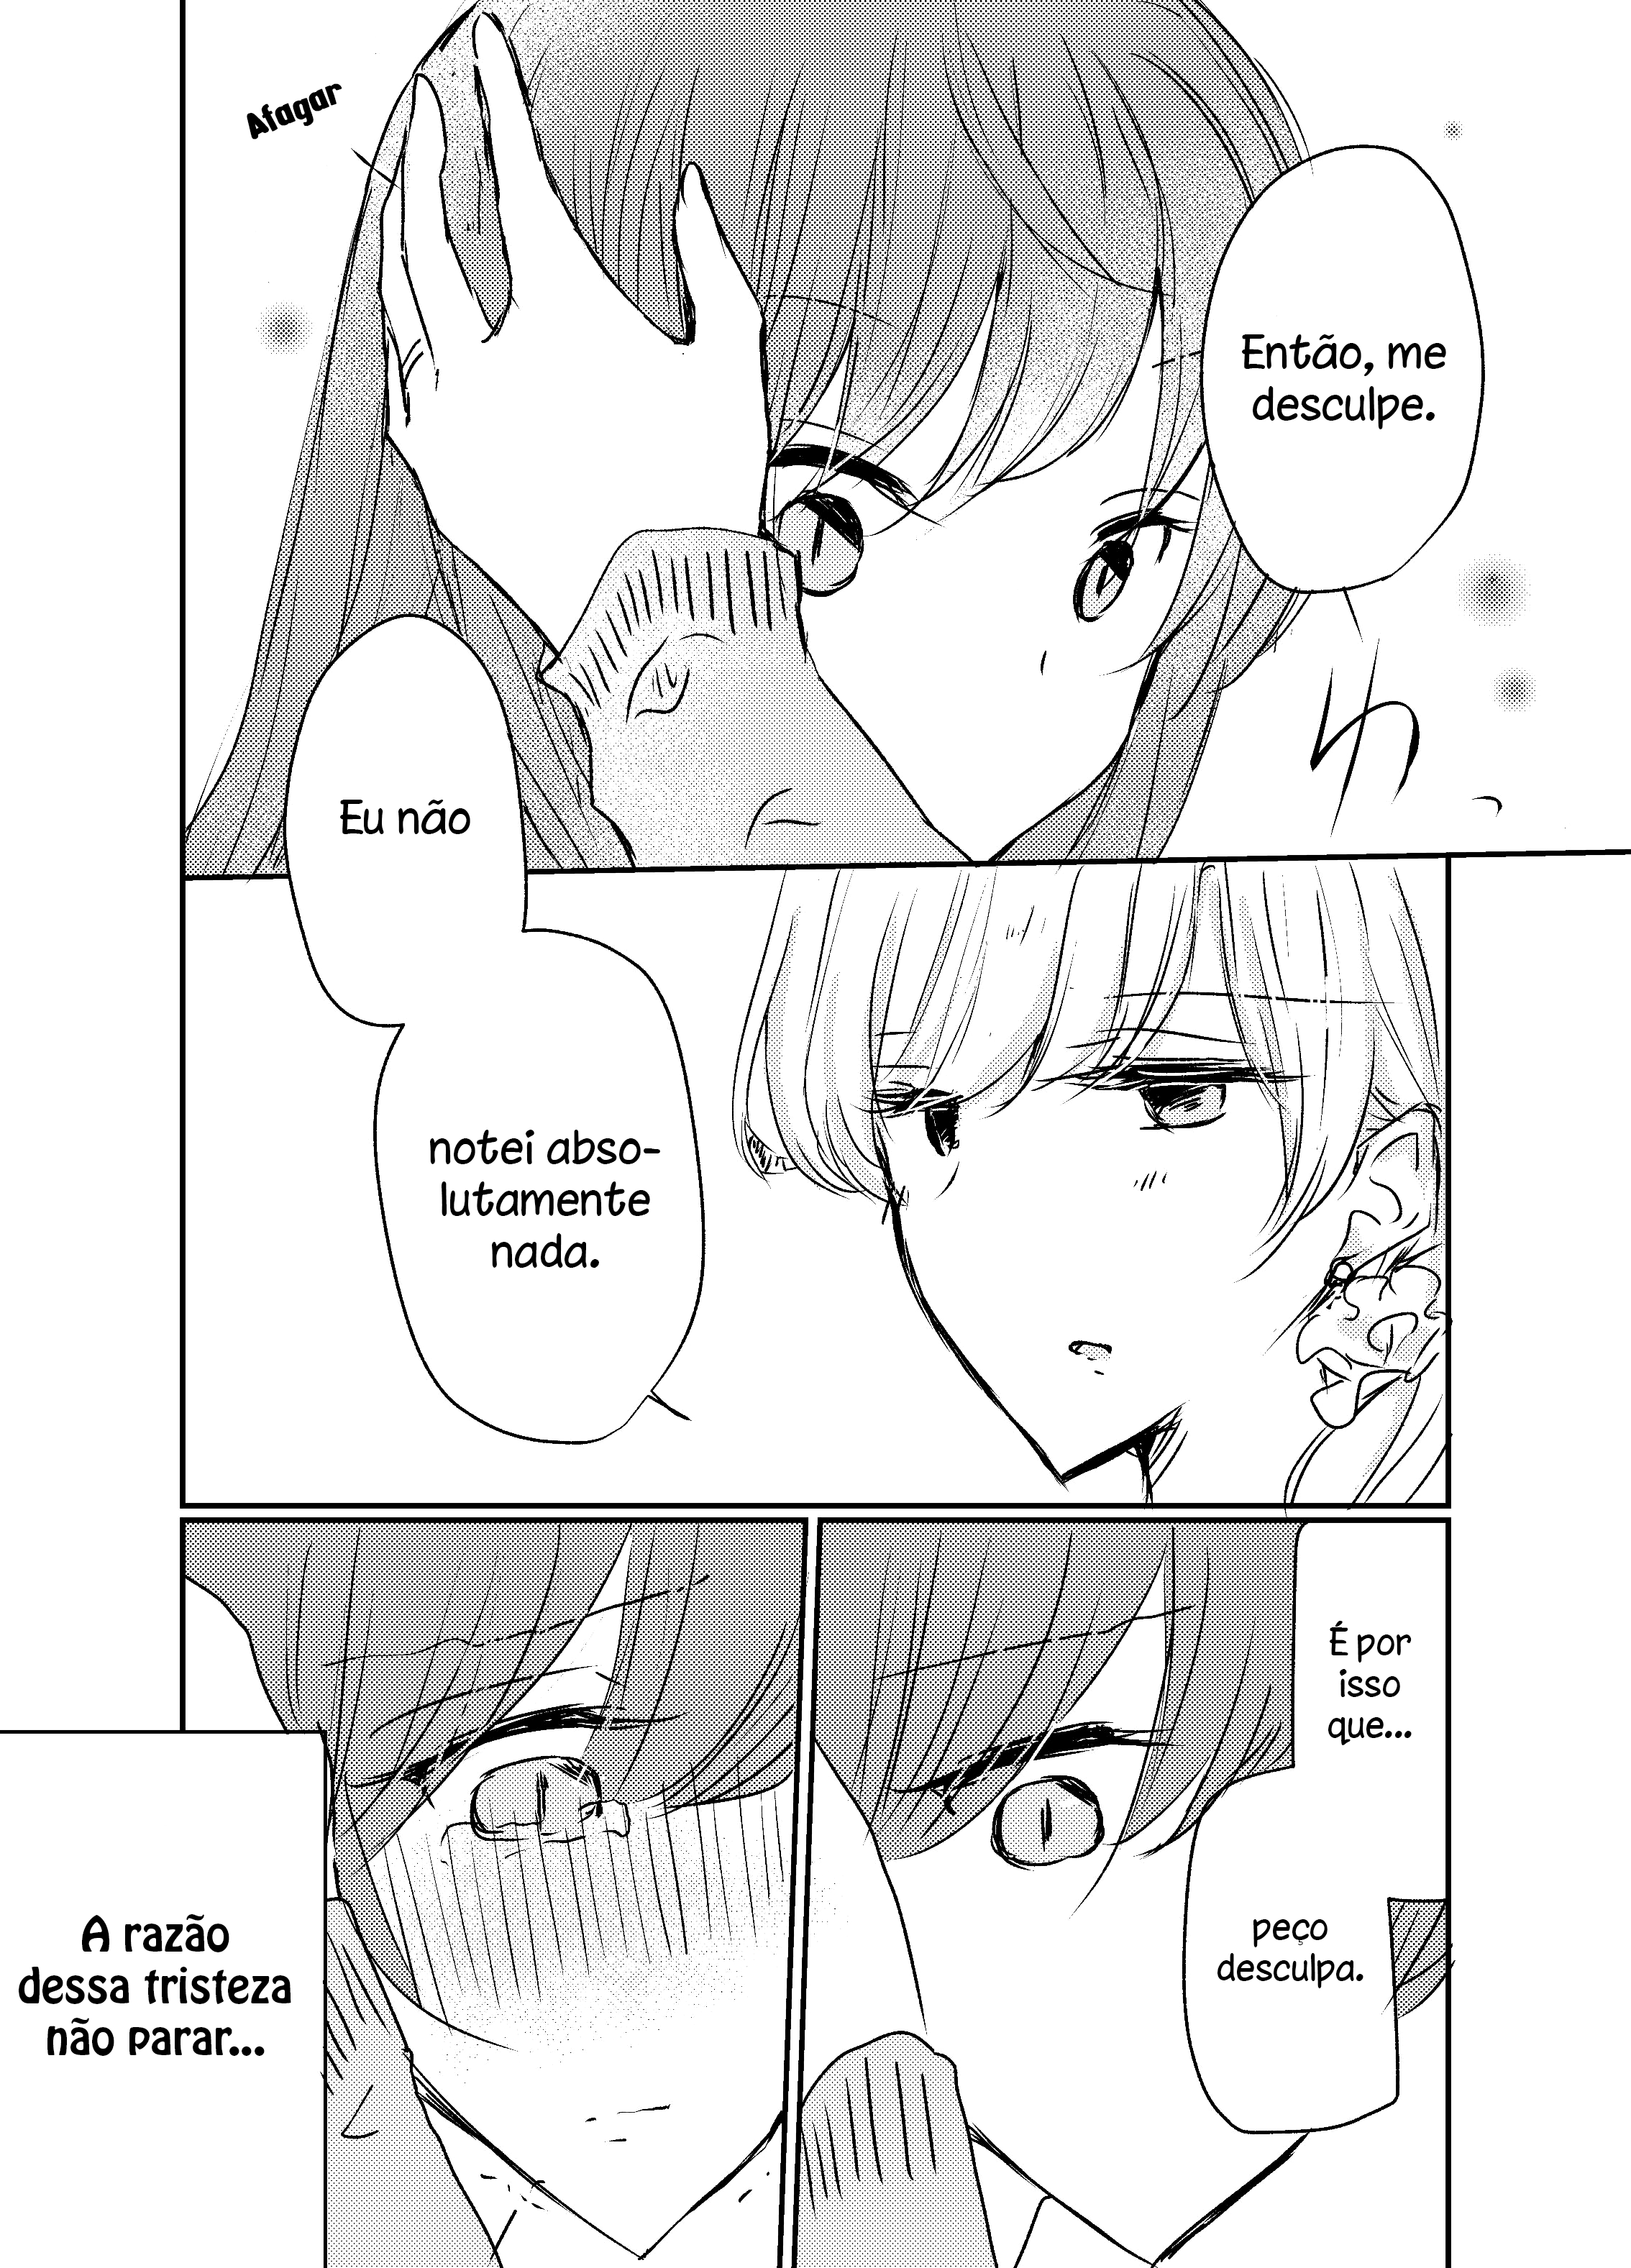 Afagar
Então, me
desculpe.
Eu não
notei abso-
lutamente
nada.
É por
isso
que...
peço
desculpa.
A razão
dessa tristeza
não parar...